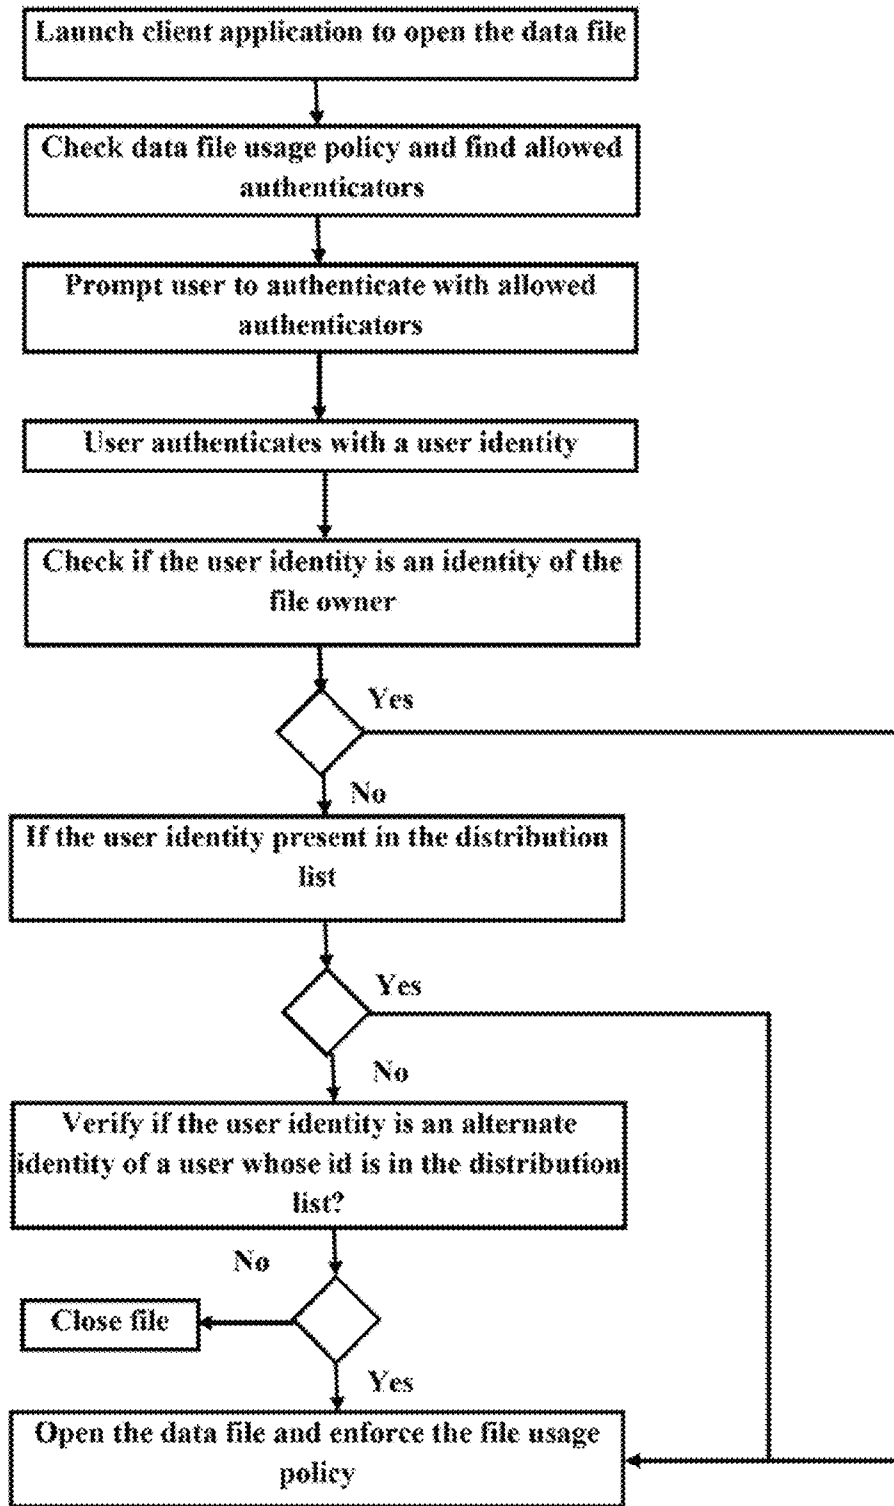 Launch client application to open the data file
Check data file usage policy and find allowed
authenticators
Prompt user to authenticate with allowed
authenticators
User authenticates with a user identity
Check if the user identity is an identity of the
file owner
Yes
No
If the user identity present in the distribution
list
Yes
No
Verify if the user identity is an alternate
identity of a user whose id is in the distribution
list?
No
Close file
Yes
Open the data file and enforce the file usage
policy